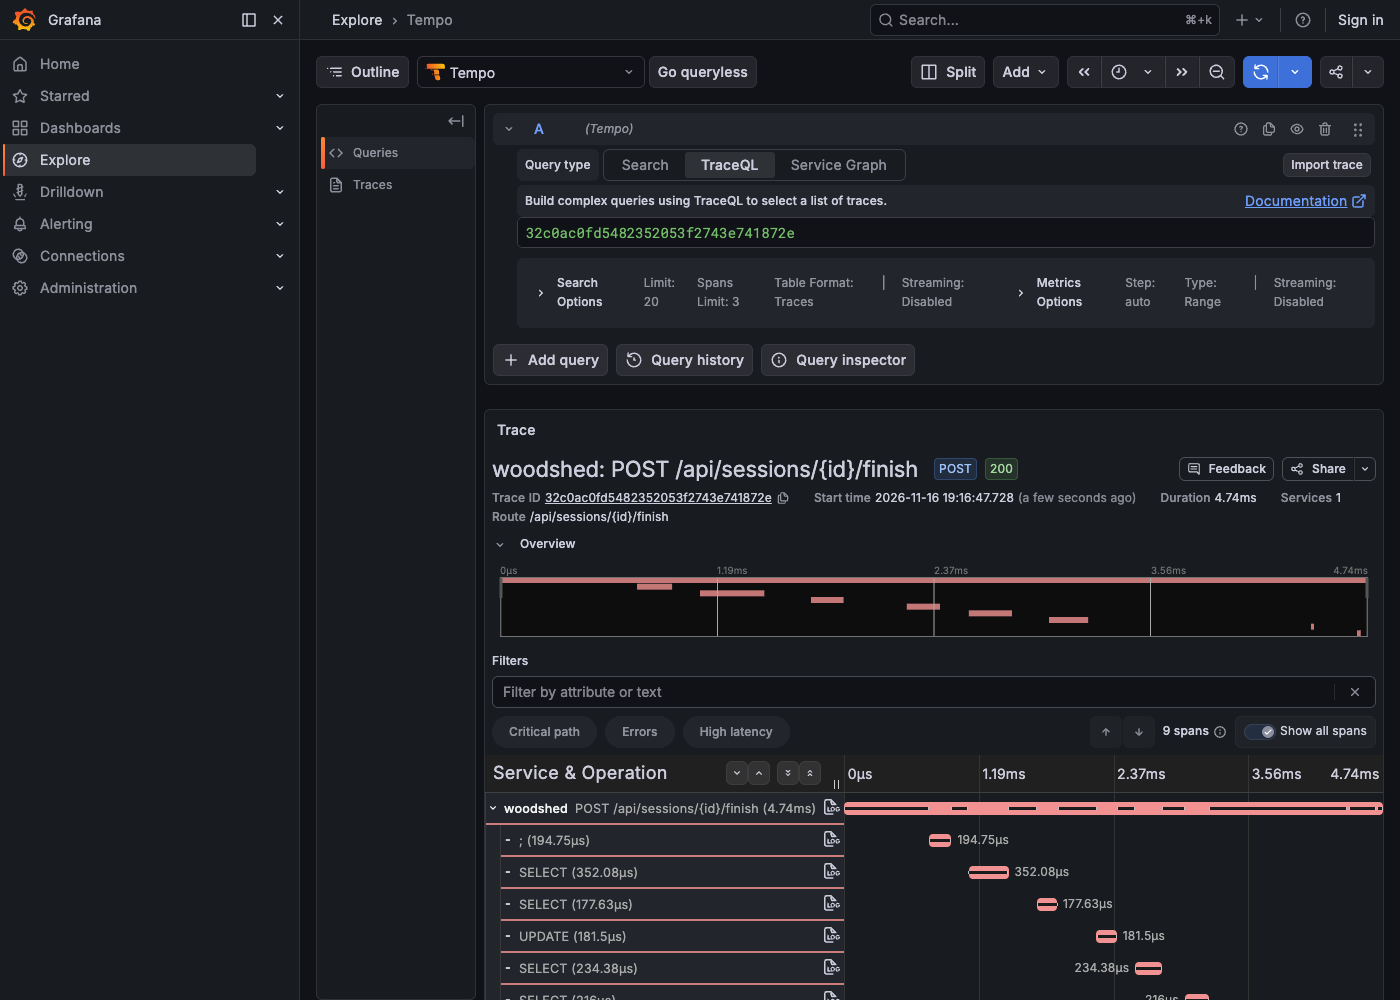 Grafana
Explore › Tempo
Search...
⌘+k
Sign in
Home
Starred
Dashboards
Explore
Drilldown
Alerting
Connections
Administration
Outline
Tempo
Go queryless
Split
Add
Queries
Traces
A
(Tempo)
Query type
Search
TraceQL
Service Graph
Import trace
Build complex queries using TraceQL to select a list of traces.
Documentation
32c0ac0fd5482352053f2743e741872e
Search Options
Limit: 20
Spans Limit: 3
Table Format: Traces
Streaming: Disabled
Metrics Options
Step: auto
Type: Range
Streaming: Disabled
Add query
Query history
Query inspector
Trace
woodshed: POST /api/sessions/{id}/finish
POST
200
Feedback
Share
Trace ID 32c0ac0fd5482352053f2743e741872e
Start time 2026-11-16 19:16:47.728 (a few seconds ago)
Duration 4.74ms
Services 1
Route /api/sessions/{id}/finish
Overview
0µs 1.19ms 2.37ms 3.56ms 4.74ms
Filters
Filter by attribute or text
Critical path
Errors
High latency
9 spans
Show all spans
Service & Operation
0µs 1.19ms 2.37ms 3.56ms 4.74ms
woodshed POST /api/sessions/{id}/finish (4.74ms) LOG
- ; (194.75µs) LOG 194.75µs
- SELECT (352.08µs) LOG 352.08µs
- SELECT (177.63µs) LOG 177.63µs
- UPDATE (181.5µs) LOG 181.5µs
- SELECT (234.38µs) LOG 234.38µs
- SELECT (216µs) 216µs